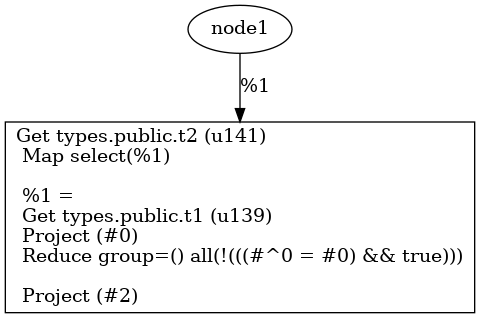 node1
%1
Get types.public.t2 (u141)
Map select(%1)
%1 =
Get types.public.t1 (u139)
Project (#0)
Reduce group=() all(!(((#^0 = #0) && true)))
Project (#2)